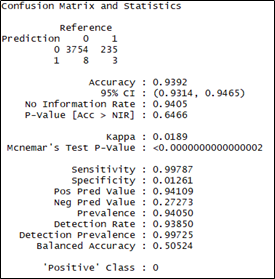 Confusion Matrix and Statistics
Reference
Prediction 0 1
0 3754 235
1 8 3
Accuracy : 0.9392
95% CI : (0.9314, 0.9465)
No Information Rate : 0.9405
P-Value [Acc > NIR] : 0.6466
Kappa : 0.0189
Mcnemar's Test P-Value : <0.0000000000000002
Sensitivity : 0.99787
Specificity : 0.01261
Pos Pred Value : 0.94109
Neg Pred Value : 0.27273
Prevalence : 0.94050
Detection Rate : 0.93850
Detection Prevalence : 0.99725
Balanced Accuracy : 0.50524
'Positive' Class : 0